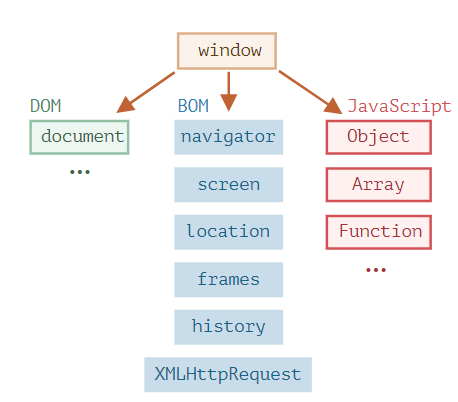 window
DOM
document
...
BOM
navigator
screen
location
frames
history
XMLHttpRequest
JavaScript
Object
Array
Function
...